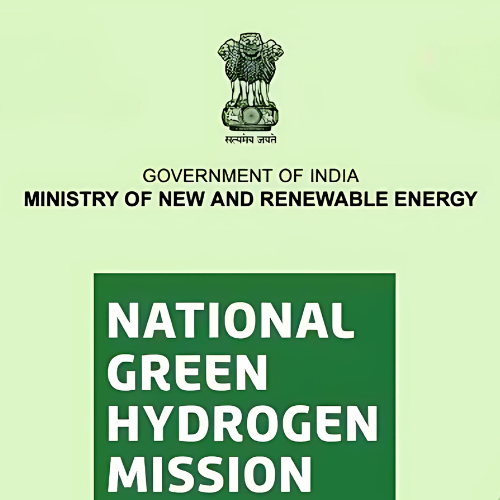 सत्यमेव जयते
GOVERNMENT OF INDIA
MINISTRY OF NEW AND RENEWABLE ENERGY
NATIONAL
GREEN
HYDROGEN
MISSION